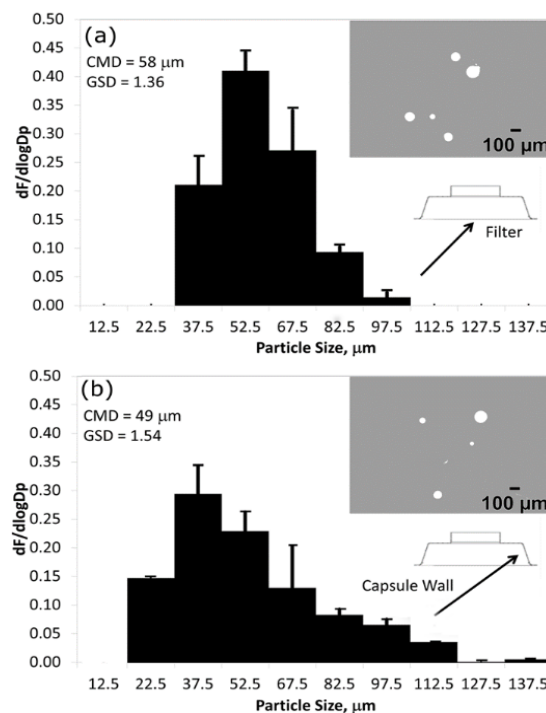 (a)
CMD = 58 μm
GSD = 1.36
100 μm
Filter
dF/dlogDp
0.50
0.45
0.40
0.35
0.30
0.25
0.20
0.15
0.10
0.05
0.00
12.5 22.5 37.5 52.5 67.5 82.5 97.5 112.5 127.5 137.5
Particle Size, μm
(b)
CMD = 49 μm
GSD = 1.54
100 μm
Capsule Wall
dF/dlogDp
0.50
0.45
0.40
0.35
0.30
0.25
0.20
0.15
0.10
0.05
0.00
12.5 22.5 37.5 52.5 67.5 82.5 97.5 112.5 127.5 137.5
Particle Size, μm